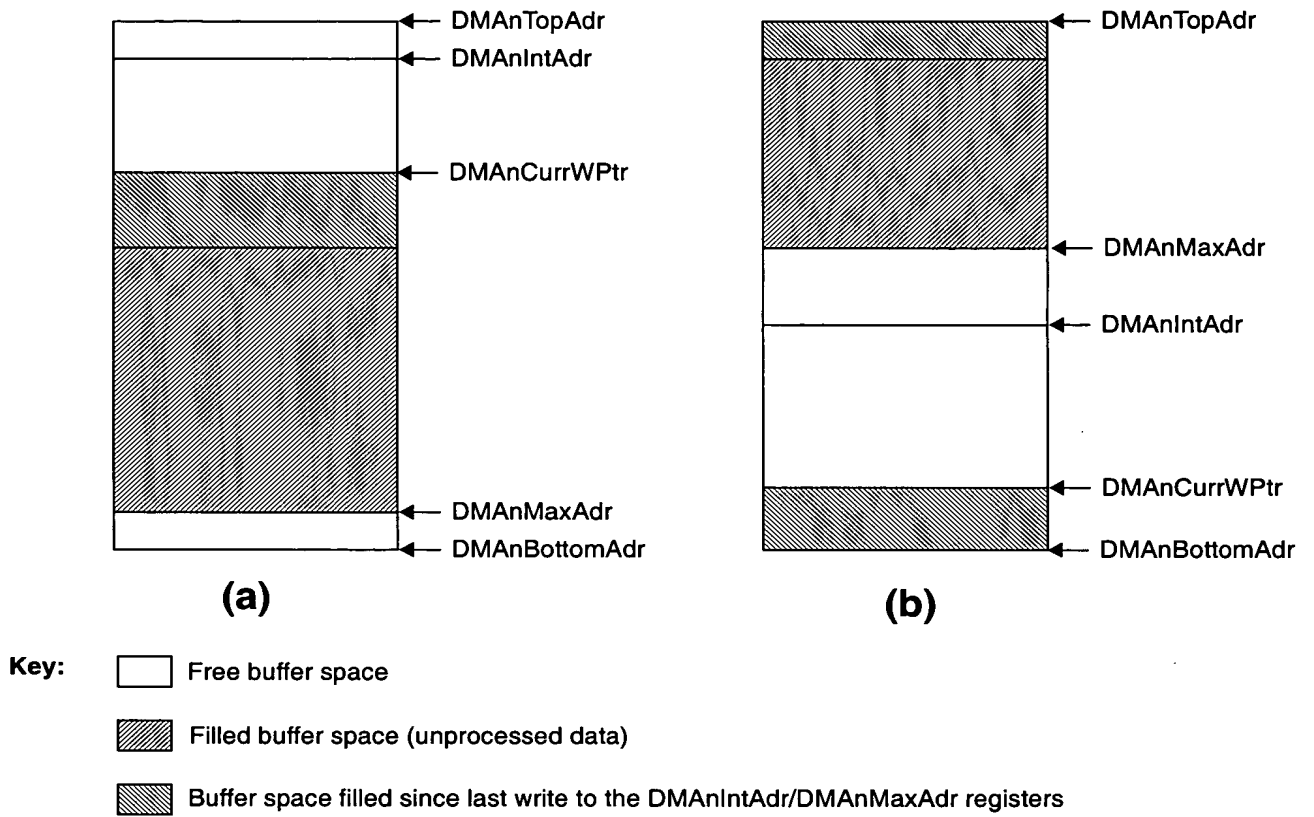 DMAnTopAdr
DMAnIntAdr
DMAnCurrWPtr
DMAnMaxAdr
DMAnBottomAdr
(a)
DMAnTopAdr
DMAnMaxAdr
DMAnIntAdr
DMAnCurrWPtr
DMAnBottomAdr
(b)
Key:
Free buffer space
Filled buffer space (unprocessed data)
Buffer space filled since last write to the DMAnIntAdr/DMAnMaxAdr registers